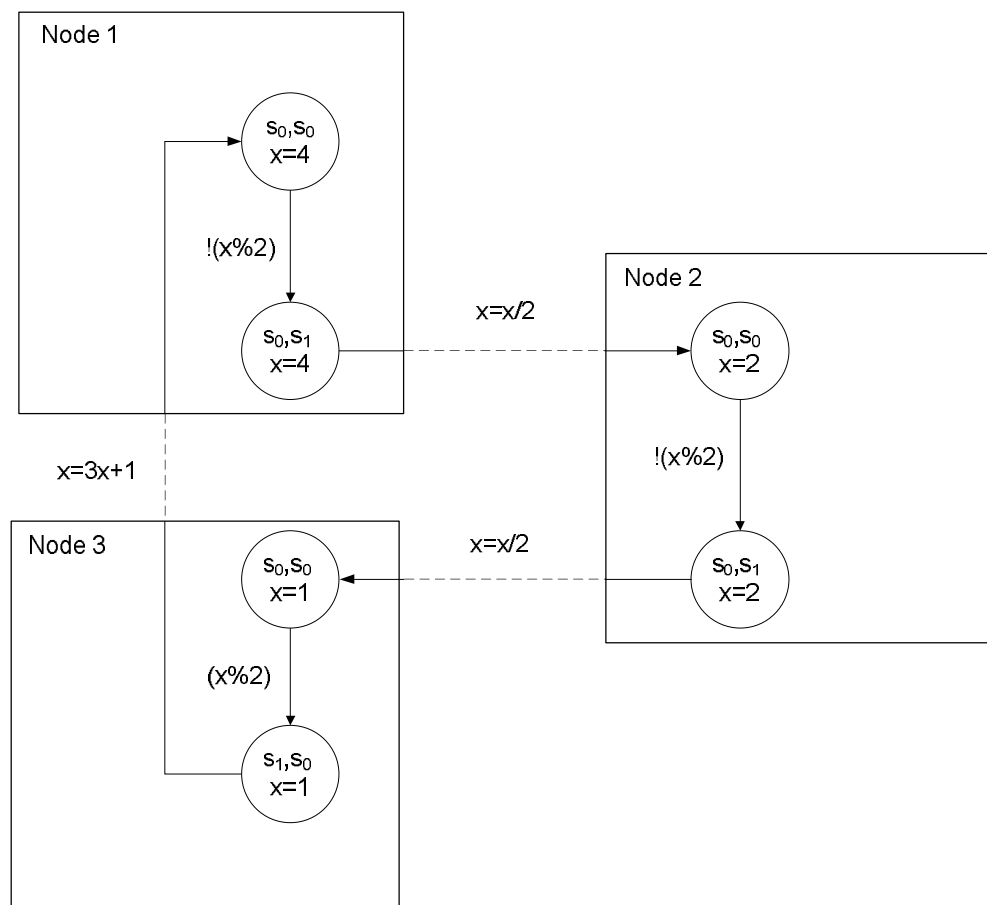 Node 1
s₀,s₀
x=4
!(x%2)
s₀,s₁
x=4
x=x/2
Node 2
s₀,s₀
x=2
!(x%2)
s₀,s₁
x=2
x=x/2
x=3x+1
Node 3
s₀,s₀
x=1
(x%2)
s₁,s₀
x=1